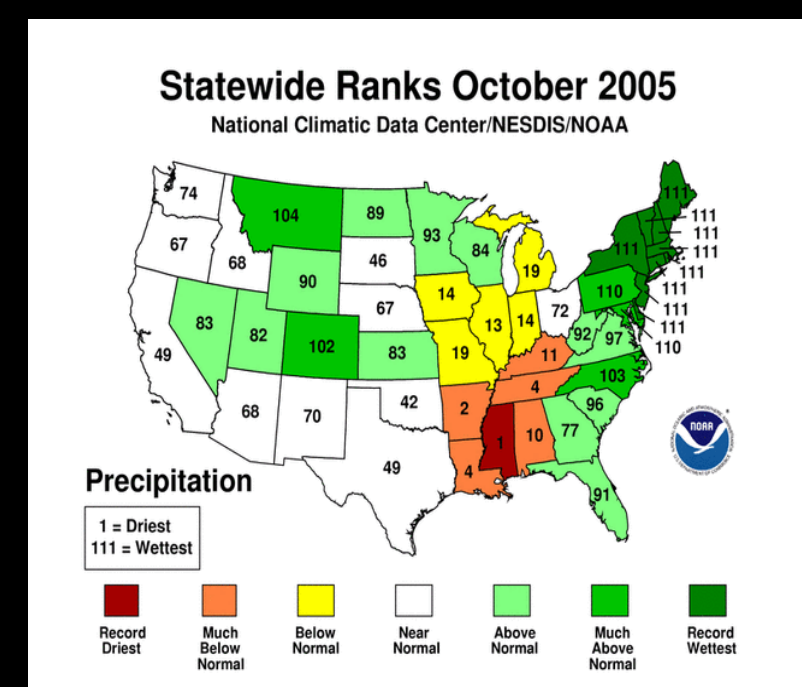 Statewide Ranks October 2005
National Climatic Data Center/NESDIS/NOAA
74
104
89
93
84
111
111
111
111
111
111
111
111
111
110
67
68
90
46
19
111
110
83
82
102
67
14
13
14
72
92
97
49
83
19
11
103
68
70
42
2
4
96
1
10
77
49
4
91
NOAA
Precipitation
1 = Driest
111 = Wettest
Record
Driest
Much
Below
Normal
Below
Normal
Near
Normal
Above
Normal
Much
Above
Normal
Record
Wettest